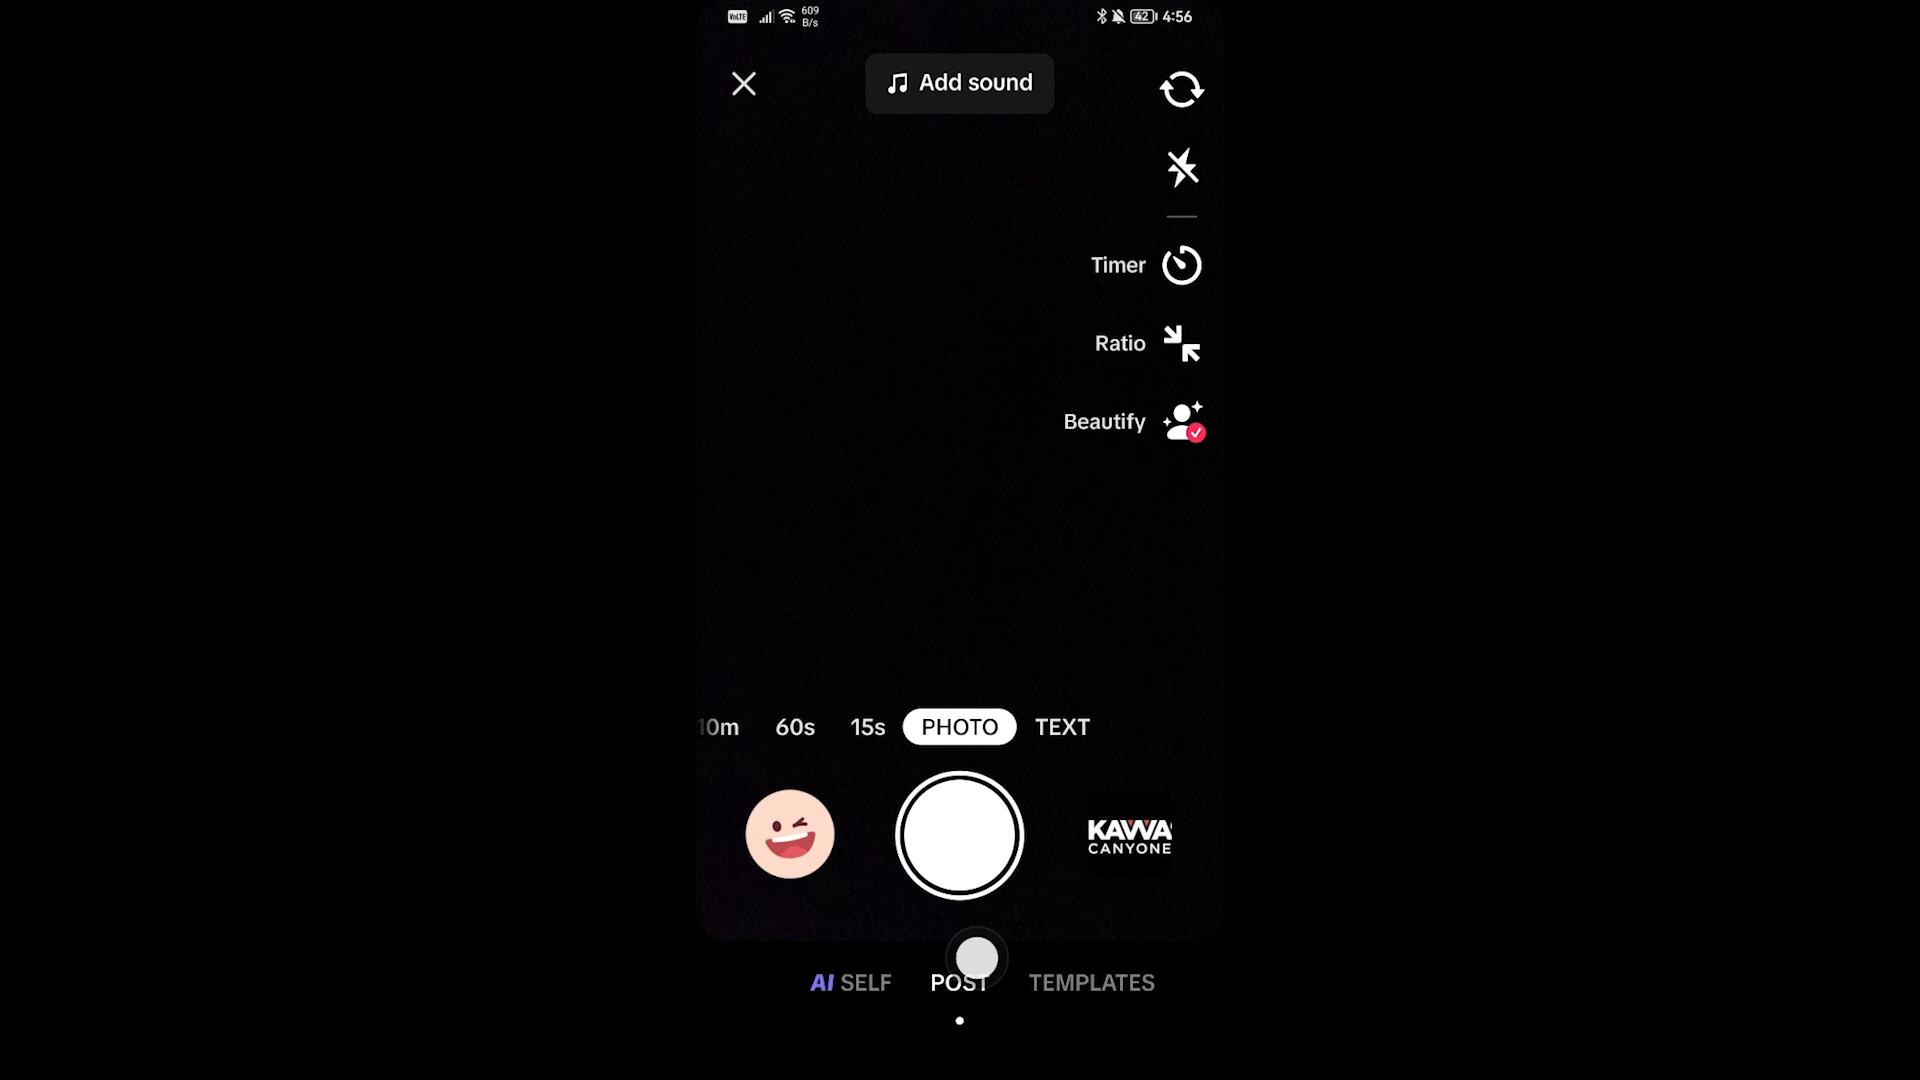 VoLTE 609 B/s 42 4:56
Add sound
Timer
Ratio
Beautify
10m 60s 15s PHOTO TEXT
KAWA
CANYONE
AI SELF POST TEMPLATES